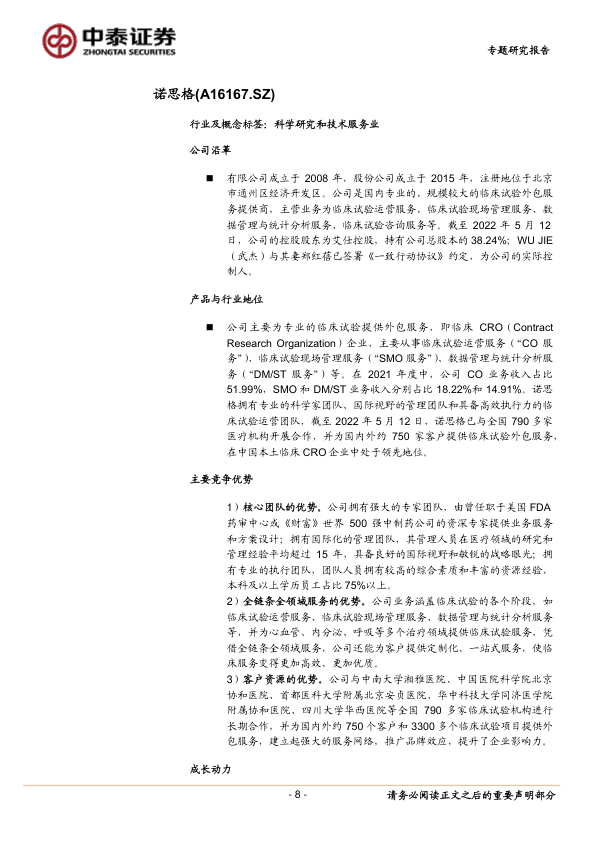 中泰证券
ZHONGTAI SECURITIES
专题研究报告
诺思格(A16167.SZ)
行业及概念标签：科学研究和技术服务业
公司沿革
■ 有限公司成立于 2008 年，股份公司成立于 2015 年，注册地位于北京
市通州区经济开发区。公司是国内专业的、规模较大的临床试验外包服
务提供商，主营业务为临床试验运营服务、临床试验现场管理服务、数
据管理与统计分析服务、临床试验咨询服务等。截至 2022 年 5 月 12
日，公司的控股股东为艾仕控股，持有公司总股本的 38.24%；WU JIE
（武杰）与其妻郑红蓓已签署《一致行动协议》约定，为公司的实际控
制人。
产品与行业地位
■ 公司主要为专业的临床试验提供外包服务，即临床 CRO（Contract
Research Organization）企业，主要从事临床试验运营服务（“CO 服
务”）、临床试验现场管理服务（“SMO 服务”）、数据管理与统计分析服
务（“DM/ST 服务”）等。在 2021 年度中，公司 CO 业务收入占比
51.99%，SMO 和 DM/ST 业务收入分别占比 18.22%和 14.91%。诺思
格拥有专业的科学家团队、国际视野的管理团队和具备高效执行力的临
床试验运营团队，截至 2022 年 5 月 12 日，诺思格已与全国 790 多家
医疗机构开展合作，并为国内外约 750 家客户提供临床试验外包服务，
在中国本土临床 CRO 企业中处于领先地位。
主要竞争优势
1）核心团队的优势。公司拥有强大的专家团队，由曾任职于美国 FDA
药审中心或《财富》世界 500 强中制药公司的资深专家提供业务服务
和方案设计；拥有国际化的管理团队，其管理人员在医疗领域的研究和
管理经验平均超过 15 年，具备良好的国际视野和敏锐的战略眼光；拥
有专业的执行团队，团队人员拥有较高的综合素质和丰富的资源经验，
本科及以上学历员工占比 75%以上。
2）全链条全领域服务的优势。公司业务涵盖临床试验的各个阶段，如
临床试验运营服务、临床试验现场管理服务、数据管理与统计分析服务
等，并为心血管、内分泌、呼吸等多个治疗领域提供临床试验服务，凭
借全链条全领域服务，公司还能为客户提供定制化、一站式服务，使临
床服务变得更加高效、更加优质。
3）客户资源的优势。公司与中南大学湘雅医院、中国医院科学院北京
协和医院、首都医科大学附属北京安贞医院、华中科技大学同济医学院
附属协和医院、四川大学华西医院等全国 790 多家临床试验机构进行
长期合作，并为国内外约 750 个客户和 3300 多个临床试验项目提供外
包服务，建立起强大的服务网络，推广品牌效应，提升了企业影响力。
成长动力
- 8 -
请务必阅读正文之后的重要声明部分